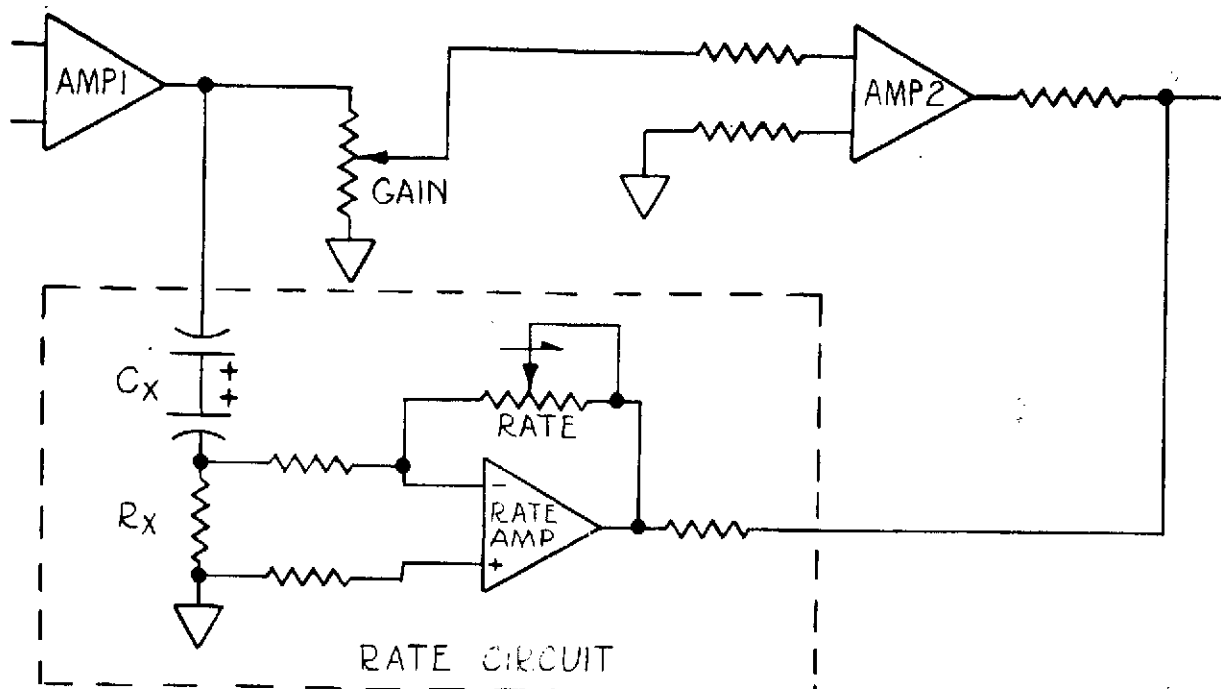 AMP1
AMP2
GAIN
Cx
+
+
RATE
Rx
-
RATE
AMP
+
RATE CIRCUIT